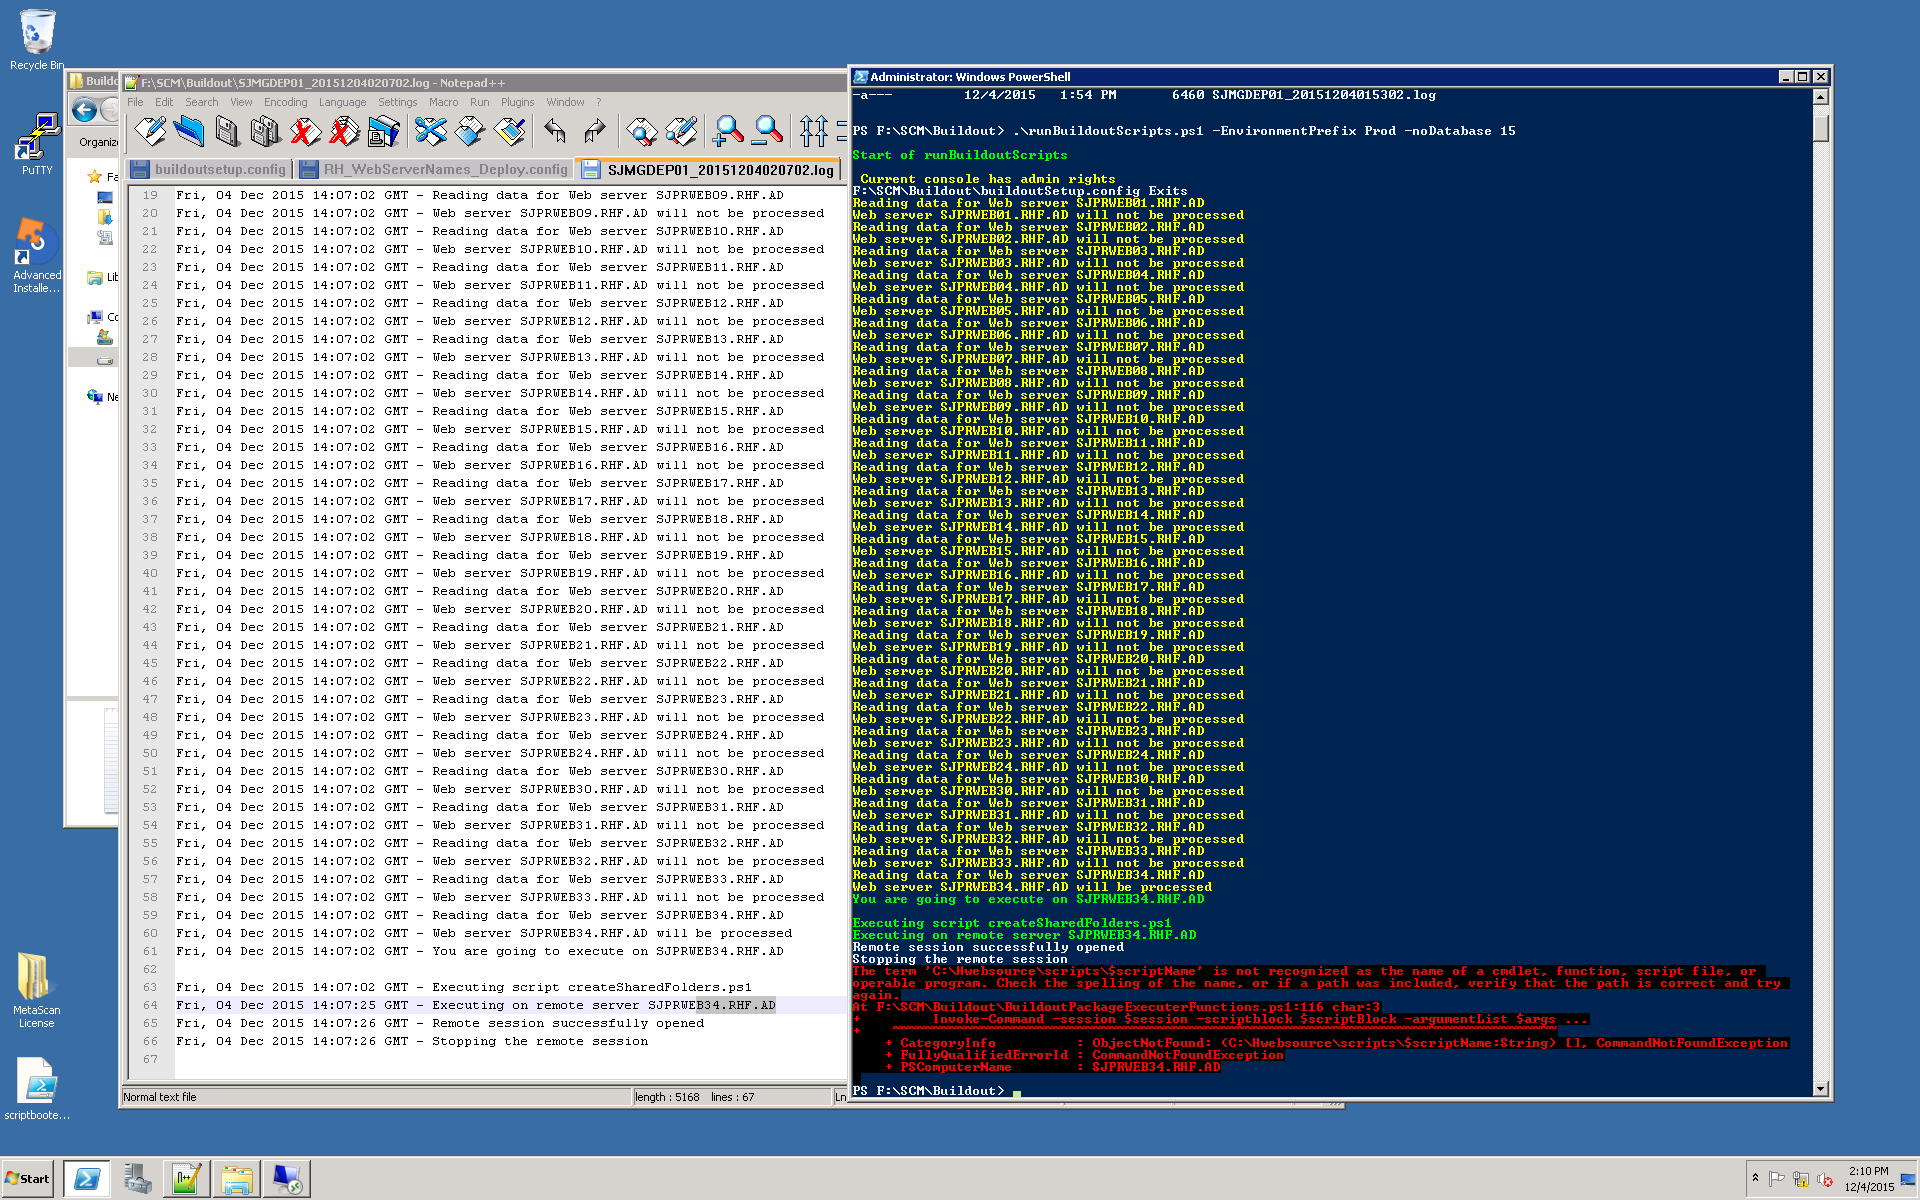 Recycle Bin
PuTTY
Advanced
Installe...
MetaScan
License
scriptboote...
Buildo
Organiz
Fa
Lib
Co
Ne
F:\SCM\Buildout\SJMGDEP01_20151204020702.log - Notepad++
File Edit Search View Encoding Language Settings Macro Run Plugins Window ?
buildoutsetup.config RH_WebServerNames_Deploy.config SJMGDEP01_20151204020702.log
19 Fri, 04 Dec 2015 14:07:02 GMT - Reading data for Web server SJPRWEB09.RHF.AD
20 Fri, 04 Dec 2015 14:07:02 GMT - Web server SJPRWEB09.RHF.AD will not be processed
21 Fri, 04 Dec 2015 14:07:02 GMT - Reading data for Web server SJPRWEB10.RHF.AD
22 Fri, 04 Dec 2015 14:07:02 GMT - Web server SJPRWEB10.RHF.AD will not be processed
23 Fri, 04 Dec 2015 14:07:02 GMT - Reading data for Web server SJPRWEB11.RHF.AD
24 Fri, 04 Dec 2015 14:07:02 GMT - Web server SJPRWEB11.RHF.AD will not be processed
25 Fri, 04 Dec 2015 14:07:02 GMT - Reading data for Web server SJPRWEB12.RHF.AD
26 Fri, 04 Dec 2015 14:07:02 GMT - Web server SJPRWEB12.RHF.AD will not be processed
27 Fri, 04 Dec 2015 14:07:02 GMT - Reading data for Web server SJPRWEB13.RHF.AD
28 Fri, 04 Dec 2015 14:07:02 GMT - Web server SJPRWEB13.RHF.AD will not be processed
29 Fri, 04 Dec 2015 14:07:02 GMT - Reading data for Web server SJPRWEB14.RHF.AD
30 Fri, 04 Dec 2015 14:07:02 GMT - Web server SJPRWEB14.RHF.AD will not be processed
31 Fri, 04 Dec 2015 14:07:02 GMT - Reading data for Web server SJPRWEB15.RHF.AD
32 Fri, 04 Dec 2015 14:07:02 GMT - Web server SJPRWEB15.RHF.AD will not be processed
33 Fri, 04 Dec 2015 14:07:02 GMT - Reading data for Web server SJPRWEB16.RHF.AD
34 Fri, 04 Dec 2015 14:07:02 GMT - Web server SJPRWEB16.RHF.AD will not be processed
35 Fri, 04 Dec 2015 14:07:02 GMT - Reading data for Web server SJPRWEB17.RHF.AD
36 Fri, 04 Dec 2015 14:07:02 GMT - Web server SJPRWEB17.RHF.AD will not be processed
37 Fri, 04 Dec 2015 14:07:02 GMT - Reading data for Web server SJPRWEB18.RHF.AD
38 Fri, 04 Dec 2015 14:07:02 GMT - Web server SJPRWEB18.RHF.AD will not be processed
39 Fri, 04 Dec 2015 14:07:02 GMT - Reading data for Web server SJPRWEB19.RHF.AD
40 Fri, 04 Dec 2015 14:07:02 GMT - Web server SJPRWEB19.RHF.AD will not be processed
41 Fri, 04 Dec 2015 14:07:02 GMT - Reading data for Web server SJPRWEB20.RHF.AD
42 Fri, 04 Dec 2015 14:07:02 GMT - Web server SJPRWEB20.RHF.AD will not be processed
43 Fri, 04 Dec 2015 14:07:02 GMT - Reading data for Web server SJPRWEB21.RHF.AD
44 Fri, 04 Dec 2015 14:07:02 GMT - Web server SJPRWEB21.RHF.AD will not be processed
45 Fri, 04 Dec 2015 14:07:02 GMT - Reading data for Web server SJPRWEB22.RHF.AD
46 Fri, 04 Dec 2015 14:07:02 GMT - Web server SJPRWEB22.RHF.AD will not be processed
47 Fri, 04 Dec 2015 14:07:02 GMT - Reading data for Web server SJPRWEB23.RHF.AD
48 Fri, 04 Dec 2015 14:07:02 GMT - Web server SJPRWEB23.RHF.AD will not be processed
49 Fri, 04 Dec 2015 14:07:02 GMT - Reading data for Web server SJPRWEB24.RHF.AD
50 Fri, 04 Dec 2015 14:07:02 GMT - Web server SJPRWEB24.RHF.AD will not be processed
51 Fri, 04 Dec 2015 14:07:02 GMT - Reading data for Web server SJPRWEB30.RHF.AD
52 Fri, 04 Dec 2015 14:07:02 GMT - Web server SJPRWEB30.RHF.AD will not be processed
53 Fri, 04 Dec 2015 14:07:02 GMT - Reading data for Web server SJPRWEB31.RHF.AD
54 Fri, 04 Dec 2015 14:07:02 GMT - Web server SJPRWEB31.RHF.AD will not be processed
55 Fri, 04 Dec 2015 14:07:02 GMT - Reading data for Web server SJPRWEB32.RHF.AD
56 Fri, 04 Dec 2015 14:07:02 GMT - Web server SJPRWEB32.RHF.AD will not be processed
57 Fri, 04 Dec 2015 14:07:02 GMT - Reading data for Web server SJPRWEB33.RHF.AD
58 Fri, 04 Dec 2015 14:07:02 GMT - Web server SJPRWEB33.RHF.AD will not be processed
59 Fri, 04 Dec 2015 14:07:02 GMT - Reading data for Web server SJPRWEB34.RHF.AD
60 Fri, 04 Dec 2015 14:07:02 GMT - Web server SJPRWEB34.RHF.AD will be processed
61 Fri, 04 Dec 2015 14:07:02 GMT - You are going to execute on SJPRWEB34.RHF.AD
62
63 Fri, 04 Dec 2015 14:07:02 GMT - Executing script createSharedFolders.ps1
64 Fri, 04 Dec 2015 14:07:25 GMT - Executing on remote server SJPRWEB34.RHF.AD
65 Fri, 04 Dec 2015 14:07:26 GMT - Remote session successfully opened
66 Fri, 04 Dec 2015 14:07:26 GMT - Stopping the remote session
67
Normal text file length : 5168 lines : 67 Ln
Administrator: Windows PowerShell
-a--- 12/4/2015 1:54 PM 6460 SJMGDEP01_20151204015302.log
PS F:\SCM\Buildout> .\runBuildoutScripts.ps1 -EnvironmentPrefix Prod -noDatabase 15
Start of runBuildoutScripts
Current console has admin rights
F:\SCM\Buildout\buildoutSetup.config Exits
Reading data for Web server SJPRWEB01.RHF.AD
Web server SJPRWEB01.RHF.AD will not be processed
Reading data for Web server SJPRWEB02.RHF.AD
Web server SJPRWEB02.RHF.AD will not be processed
Reading data for Web server SJPRWEB03.RHF.AD
Web server SJPRWEB03.RHF.AD will not be processed
Reading data for Web server SJPRWEB04.RHF.AD
Web server SJPRWEB04.RHF.AD will not be processed
Reading data for Web server SJPRWEB05.RHF.AD
Web server SJPRWEB05.RHF.AD will not be processed
Reading data for Web server SJPRWEB06.RHF.AD
Web server SJPRWEB06.RHF.AD will not be processed
Reading data for Web server SJPRWEB07.RHF.AD
Web server SJPRWEB07.RHF.AD will not be processed
Reading data for Web server SJPRWEB08.RHF.AD
Web server SJPRWEB08.RHF.AD will not be processed
Reading data for Web server SJPRWEB09.RHF.AD
Web server SJPRWEB09.RHF.AD will not be processed
Reading data for Web server SJPRWEB10.RHF.AD
Web server SJPRWEB10.RHF.AD will not be processed
Reading data for Web server SJPRWEB11.RHF.AD
Web server SJPRWEB11.RHF.AD will not be processed
Reading data for Web server SJPRWEB12.RHF.AD
Web server SJPRWEB12.RHF.AD will not be processed
Reading data for Web server SJPRWEB13.RHF.AD
Web server SJPRWEB13.RHF.AD will not be processed
Reading data for Web server SJPRWEB14.RHF.AD
Web server SJPRWEB14.RHF.AD will not be processed
Reading data for Web server SJPRWEB15.RHF.AD
Web server SJPRWEB15.RHF.AD will not be processed
Reading data for Web server SJPRWEB16.RHF.AD
Web server SJPRWEB16.RHF.AD will not be processed
Reading data for Web server SJPRWEB17.RHF.AD
Web server SJPRWEB17.RHF.AD will not be processed
Reading data for Web server SJPRWEB18.RHF.AD
Web server SJPRWEB18.RHF.AD will not be processed
Reading data for Web server SJPRWEB19.RHF.AD
Web server SJPRWEB19.RHF.AD will not be processed
Reading data for Web server SJPRWEB20.RHF.AD
Web server SJPRWEB20.RHF.AD will not be processed
Reading data for Web server SJPRWEB21.RHF.AD
Web server SJPRWEB21.RHF.AD will not be processed
Reading data for Web server SJPRWEB22.RHF.AD
Web server SJPRWEB22.RHF.AD will not be processed
Reading data for Web server SJPRWEB23.RHF.AD
Web server SJPRWEB23.RHF.AD will not be processed
Reading data for Web server SJPRWEB24.RHF.AD
Web server SJPRWEB24.RHF.AD will not be processed
Reading data for Web server SJPRWEB30.RHF.AD
Web server SJPRWEB30.RHF.AD will not be processed
Reading data for Web server SJPRWEB31.RHF.AD
Web server SJPRWEB31.RHF.AD will not be processed
Reading data for Web server SJPRWEB32.RHF.AD
Web server SJPRWEB32.RHF.AD will not be processed
Reading data for Web server SJPRWEB33.RHF.AD
Web server SJPRWEB33.RHF.AD will not be processed
Reading data for Web server SJPRWEB34.RHF.AD
Web server SJPRWEB34.RHF.AD will be processed
You are going to execute on SJPRWEB34.RHF.AD
Executing script createSharedFolders.ps1
Executing on remote server SJPRWEB34.RHF.AD
Remote session successfully opened
Stopping the remote session
The term 'C:\Hwebsource\scripts\$scriptName' is not recognized as the name of a cmdlet, function, script file, or
operable program. Check the spelling of the name, or if a path was included, verify that the path is correct and try
again.
At F:\SCM\Buildout\BuildoutPackageExecuterFunctions.ps1:116 char:3
+ Invoke-Command -session $session -scriptblock $scriptBlock -argumentList $args ...
+ ~~~~~~~~~~~~~~~~~~~~~~~~~~~~~~~~~~~~~~~~~~~~~~~~~~~~~~~~~~~~~~~~~~~~~~~~~~~~~~~~~~
+ CategoryInfo : ObjectNotFound: (C:\Hwebsource\scripts\$scriptName:String) [], CommandNotFoundException
+ FullyQualifiedErrorId : CommandNotFoundException
+ PSComputerName : SJPRWEB34.RHF.AD
PS F:\SCM\Buildout>
Start
2:10 PM
12/4/2015